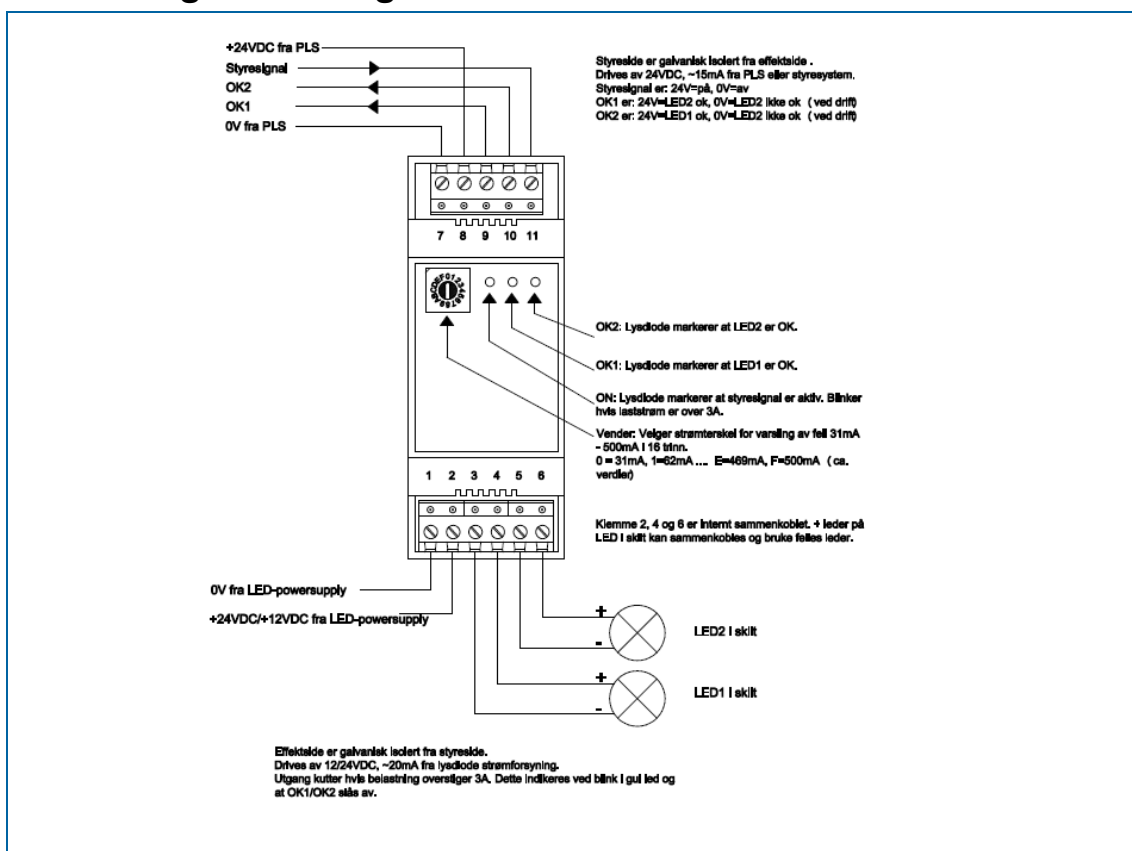 +24VDC fra PLS
Styresignal
OK2
OK1
0V fra PLS
Styreside er galvanisk isolert fra effektside .
Drives av 24VDC, ~15mA fra PLS eller styresystem.
Styresignal er: 24V=på, 0V=av
OK1 er: 24V=LED2 ok, 0V=LED2 ikke ok ( ved drift)
OK2 er: 24V=LED1 ok, 0V=LED2 ikke ok ( ved drift)
7 8 9 10 11
OK2: Lysdiode markerer at LED2 er OK.
OK1: Lysdiode markerer at LED1 er OK.
ON: Lysdiode markerer at styresignal er aktiv. Blinker
hvis laststrøm er over 3A.
Vender: Velger strømterskel for varsling av feil 31mA
- 500mA i 16 trinn.
0 = 31mA, 1=62mA .... E=469mA, F=500mA ( ca.
verdier)
1 2 3 4 5 6
Klemme 2, 4 og 6 er internt sammenkoblet. + leder på
LED i skilt kan sammenkobles og bruke felles leder.
0V fra LED-powersupply
+24VDC/+12VDC fra LED-powersupply
+
-
LED2 i skilt
+
-
LED1 i skilt
Effektside er galvanisk isolert fra styreside.
Drives av 12/24VDC, ~20mA fra lysdiode strømforsyning.
Utgang kutter hvis belastning overstiger 3A. Dette indikeres ved blink i gul led og
at OK1/OK2 slås av.